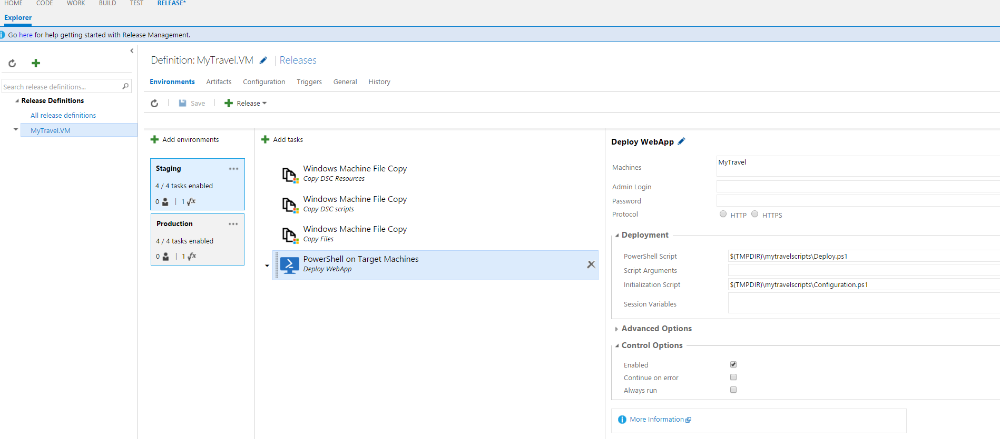 HOME CODE WORK BUILD TEST RELEASE*
Explorer
Go here for help getting started with Release Management.
Search release definitions...
Release Definitions
All release definitions
MyTravel.VM
Definition: MyTravel.VM | Releases
Environments Artifacts Configuration Triggers General History
Save Release
Add environments
Staging
4 / 4 tasks enabled
0 | 1 fx
Production
4 / 4 tasks enabled
0 | 1 fx
Add tasks
Windows Machine File Copy
Copy DSC Resources
Windows Machine File Copy
Copy DSC scripts
Windows Machine File Copy
Copy Files
PowerShell on Target Machines
Deploy WebApp
Deploy WebApp
Machines MyTravel
Admin Login
Password
Protocol HTTP HTTPS
Deployment
PowerShell Script $(TMPDIR)\mytravelscripts\Deploy.ps1
Script Arguments
Initialization Script $(TMPDIR)\mytravelscripts\Configuration.ps1
Session Variables
Advanced Options
Control Options
Enabled
Continue on error
Always run
More Information